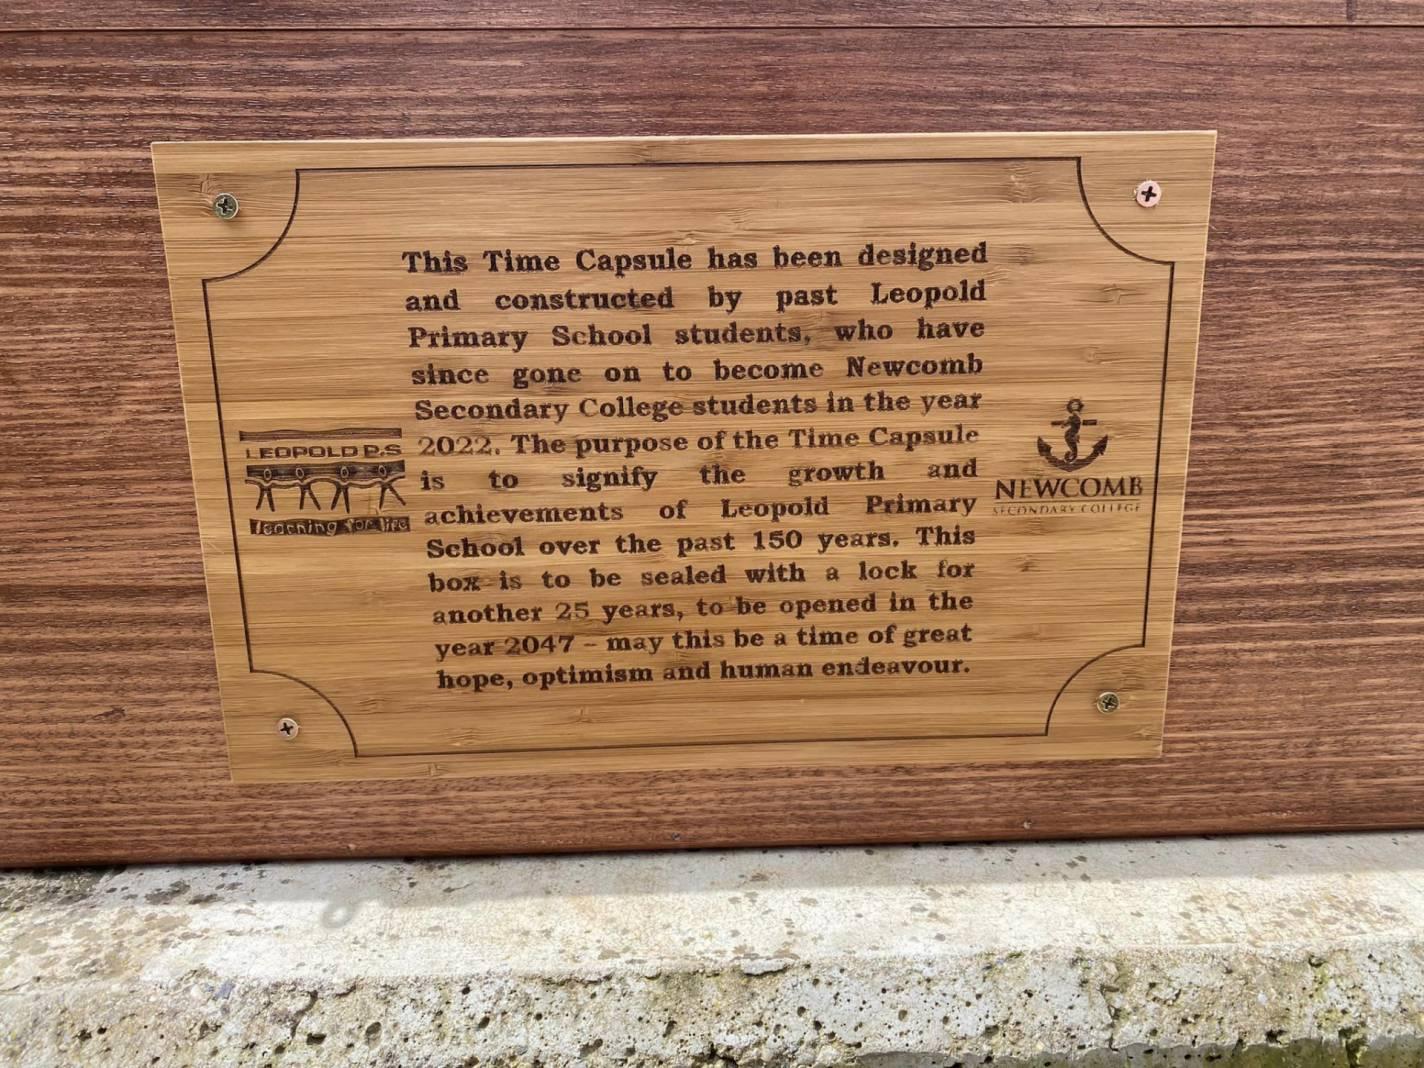 This Time Capsule has been designed
and constructed by past Leopold
Primary School students, who have
since gone on to become Newcomb
Secondary College students in the year
2022. The purpose of the Time Capsule
is to signify the growth and
achievements of Leopold Primary
School over the past 150 years. This
box is to be sealed with a lock for
another 25 years, to be opened in the
year 2047 – may this be a time of great
hope, optimism and human endeavour.
LEOPOLD P.S
learning for life
NEWCOMB
SECONDARY COLLEGE